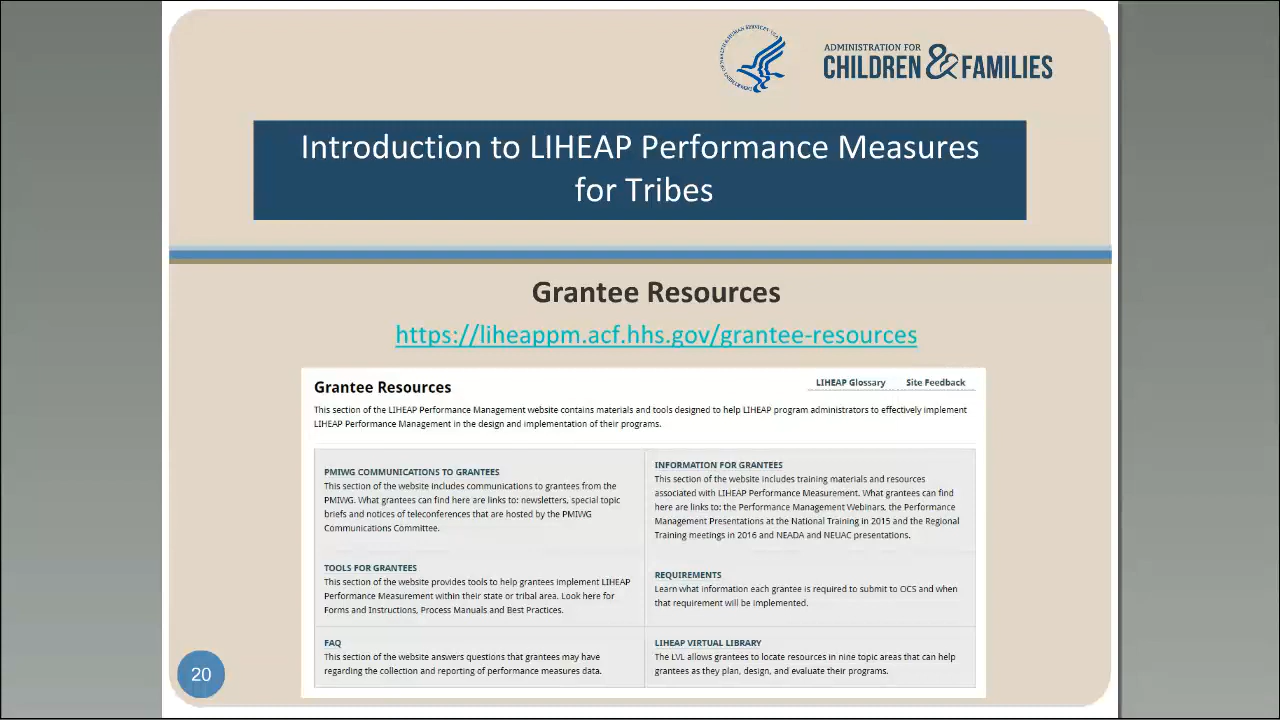 ADMINISTRATION FOR
CHILDREN & FAMILIES
Introduction to LIHEAP Performance Measures
for Tribes
Grantee Resources
https://liheappm.acf.hhs.gov/grantee-resources
Grantee Resources
LIHEAP Glossary Site Feedback
This section of the LIHEAP Performance Management website contains materials and tools designed to help LIHEAP program administrators to effectively implement
LIHEAP Performance Management in the design and implementation of their programs.
PMIWG COMMUNICATIONS TO GRANTEES
This section of the website includes communications to grantees from the
PMIWG. What grantees can find here are links to: newsletters, special topic
briefs and notices of teleconferences that are hosted by the PMIWG
Communications Committee.
INFORMATION FOR GRANTEES
This section of the website includes training materials and resources
associated with LIHEAP Performance Measurement. What grantees can find
here are links to: the Performance Management Webinars, the Performance
Management Presentations at the National Training in 2015 and the Regional
Training meetings in 2016 and NEADA and NEUAC presentations.
TOOLS FOR GRANTEES
This section of the website provides tools to help grantees implement LIHEAP
Performance Measurement within their state or tribal area. Look here for
Forms and Instructions, Process Manuals and Best Practices.
REQUIREMENTS
Learn what information each grantee is required to submit to OCS and when
that requirement will be implemented.
FAQ
This section of the website answers questions that grantees may have
regarding the collection and reporting of performance measures data.
LIHEAP VIRTUAL LIBRARY
The LVL allows grantees to locate resources in nine topic areas that can help
grantees as they plan, design, and evaluate their programs.
20